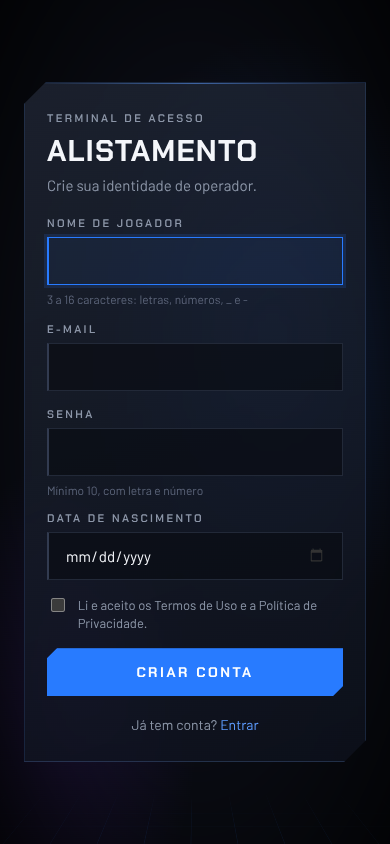 TERMINAL DE ACESSO
ALISTAMENTO
Crie sua identidade de operador.
NOME DE JOGADOR
3 a 16 caracteres: letras, números, _ e -
E-MAIL
SENHA
Mínimo 10, com letra e número
DATA DE NASCIMENTO
mm/dd/yyyy
Li e aceito os Termos de Uso e a Política de
Privacidade.
CRIAR CONTA
Já tem conta? Entrar